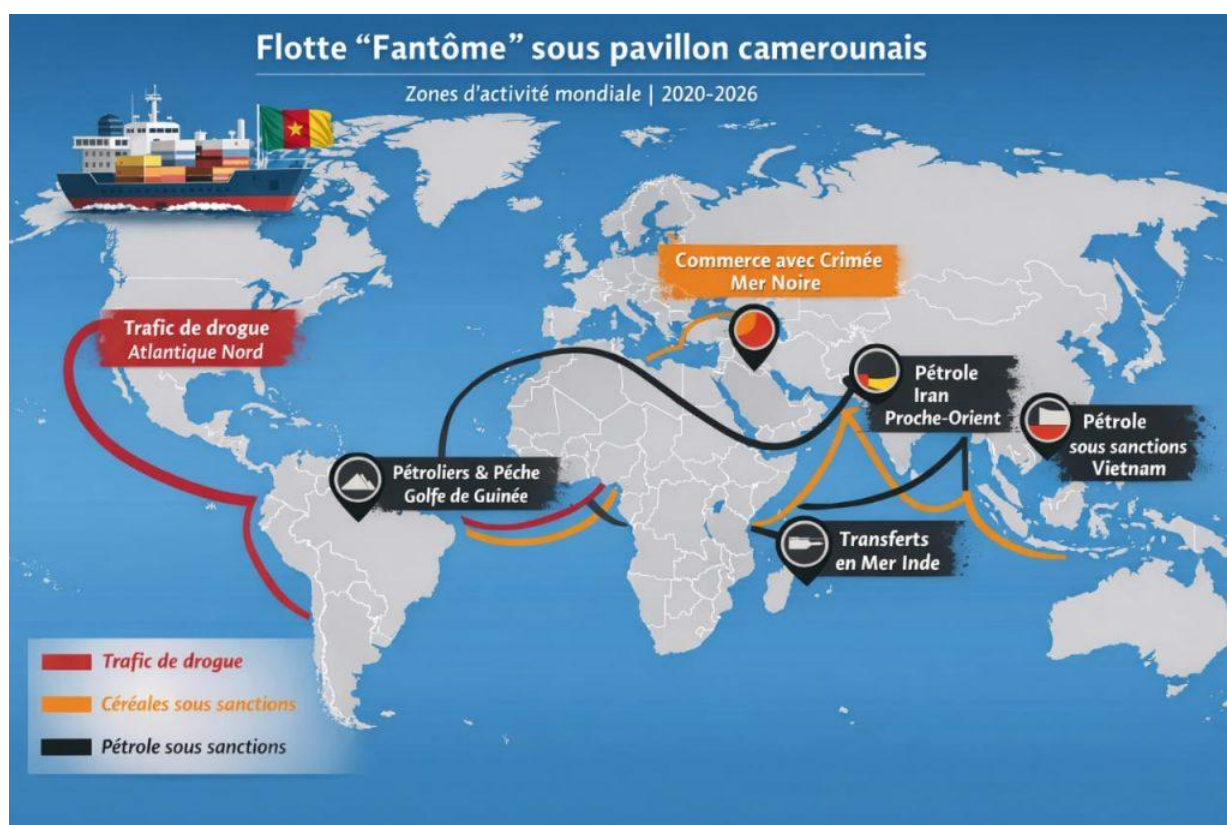 Flotte “Fantôme” sous pavillon camerounais
Zones d'activité mondiale | 2020-2026
Commerce avec Crimée
Mer Noire
Trafic de drogue
Atlantique Nord
Pétrole
Iran
Proche-Orient
Pétrole
sous sanctions
Vietnam
Pétroliers & Péche
Golfe de Guinée
Transferts
en Mer Inde
Trafic de drogue
Céréales sous sanctions
Pétrole sous sanctions